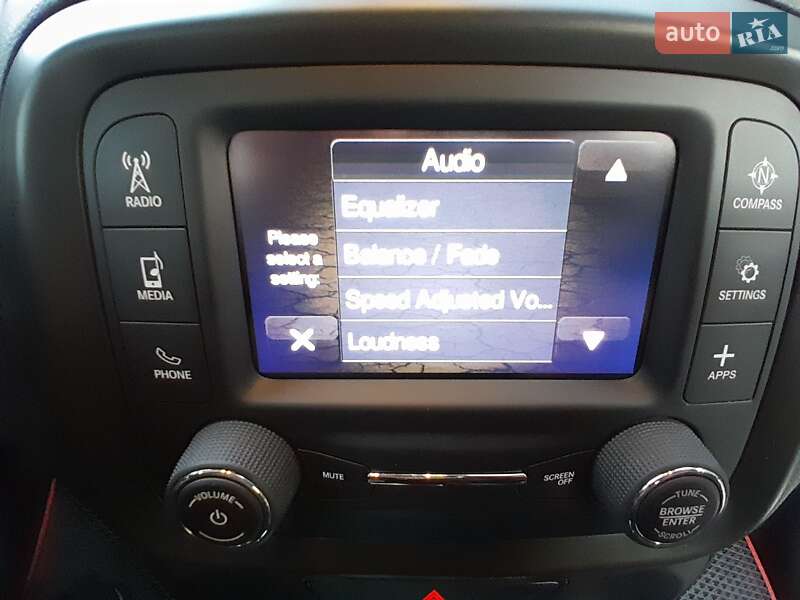 auto RIA
.com
Audio
Equalizer
Balance / Fade
Speed Adjusted Vo...
Loudness
Please
select a
setting:
RADIO
MEDIA
PHONE
N
COMPASS
SETTINGS
APPS
MUTE
SCREEN
OFF
VOLUME
TUNE
BROWSE
ENTER
SCROLL